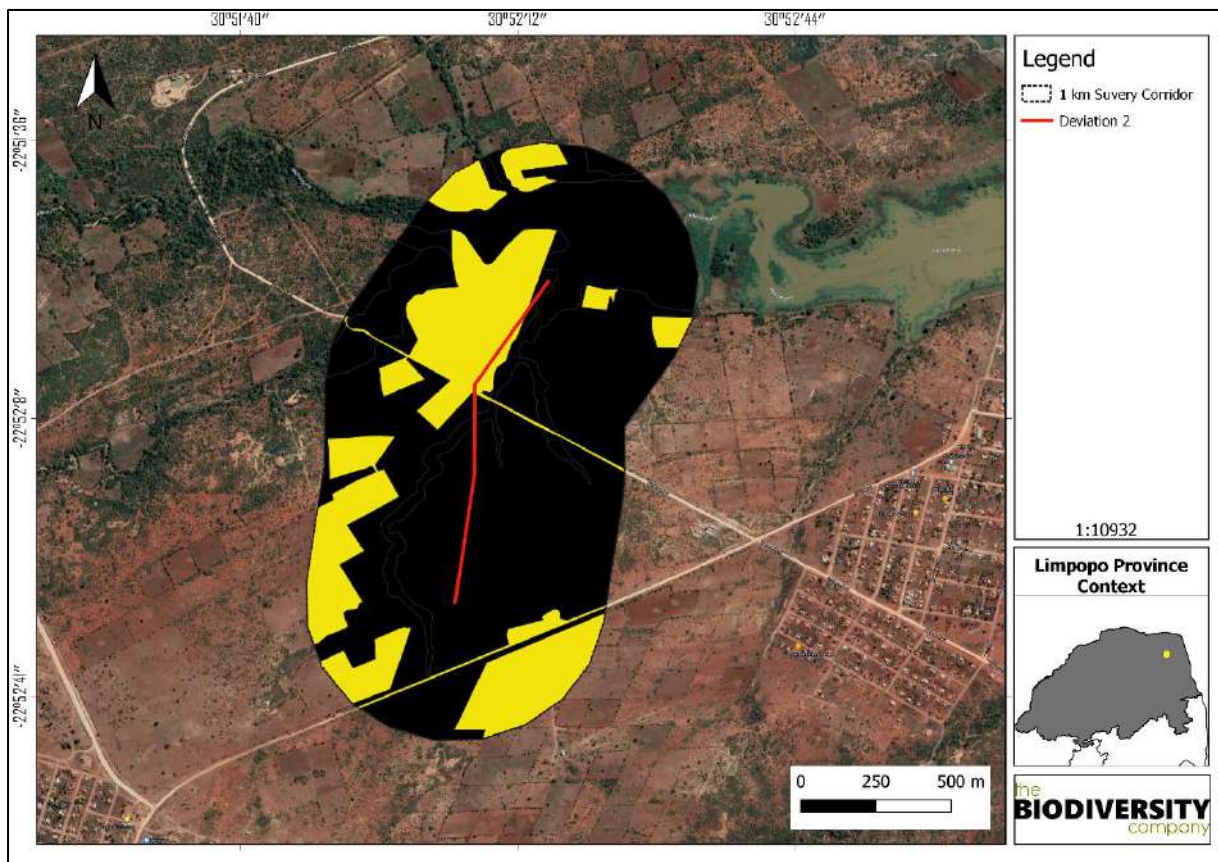 30°51'40''
30°52'12''
30°52'44''
-22°51'36''
-22°52'8''
-22°52'41''
N
Legend
1 km Suvery Corridor
Deviation 2
1:10932
Limpopo Province
Context
0 250 500 m
the
BIODIVERSITY
company